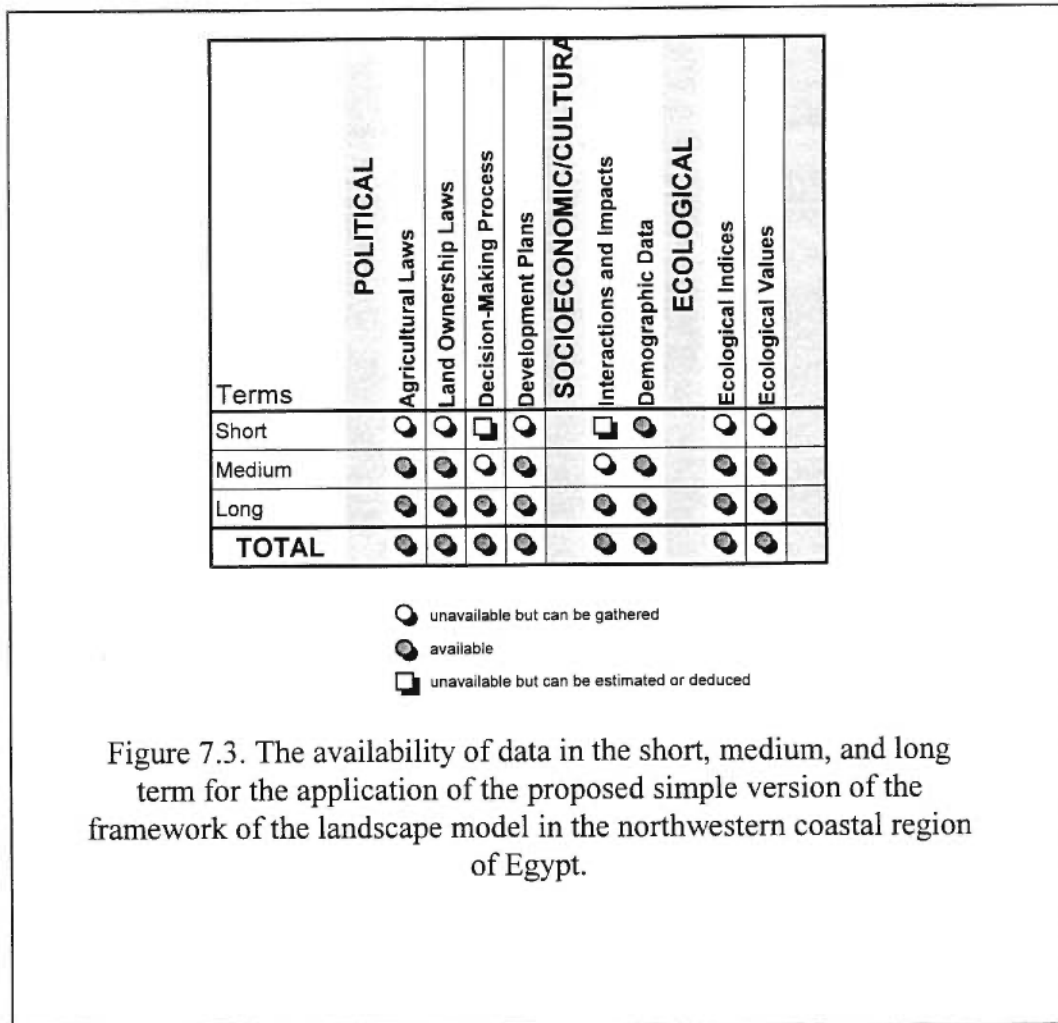 POLITICAL
Agricultural Laws
Land Ownership Laws
Decision-Making Process
Development Plans
SOCIOECONOMIC/CULTURA
Interactions and Impacts
Demographic Data
ECOLOGICAL
Ecological Indices
Ecological Values
Terms
Short
Medium
Long
TOTAL
unavailable but can be gathered
available
unavailable but can be estimated or deduced
Figure 7.3. The availability of data in the short, medium, and long
term for the application of the proposed simple version of the
framework of the landscape model in the northwestern coastal region
of Egypt.